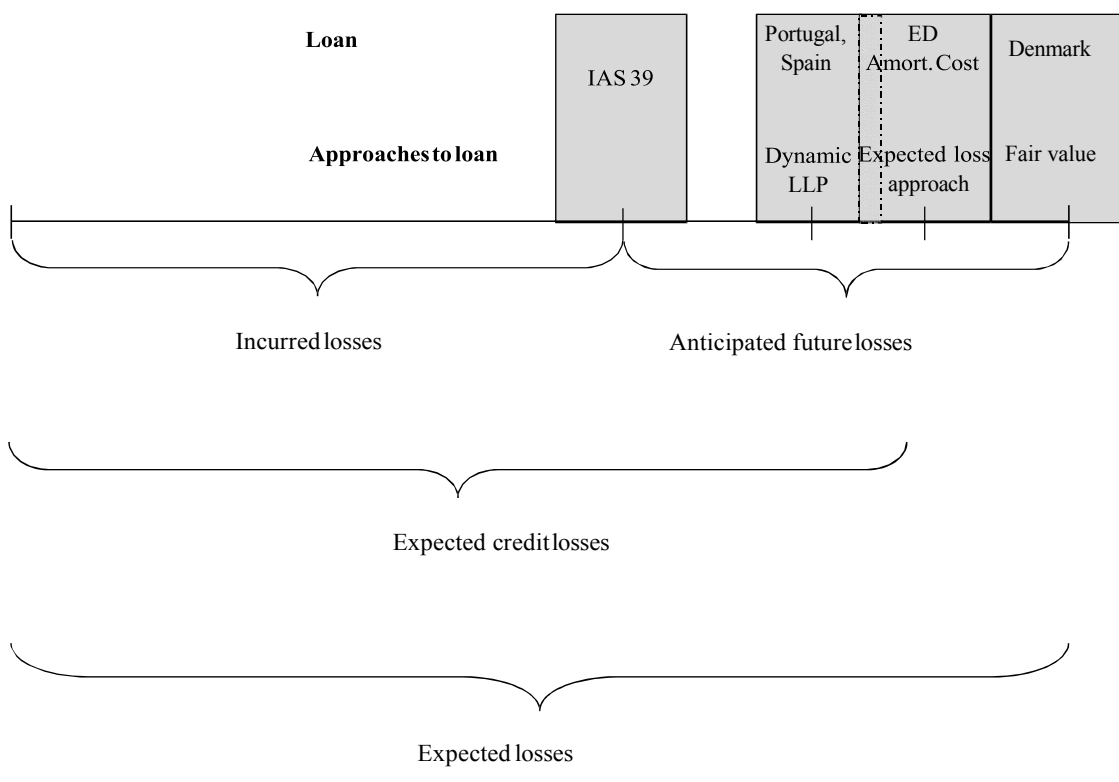 Loan
Approaches to loan
IAS 39
Portugal,
Spain
Dynamic
LLP
ED
Amort. Cost
Expected loss
approach
Denmark
Fair value
Incurred losses
Anticipated future losses
Expected credit losses
Expected losses